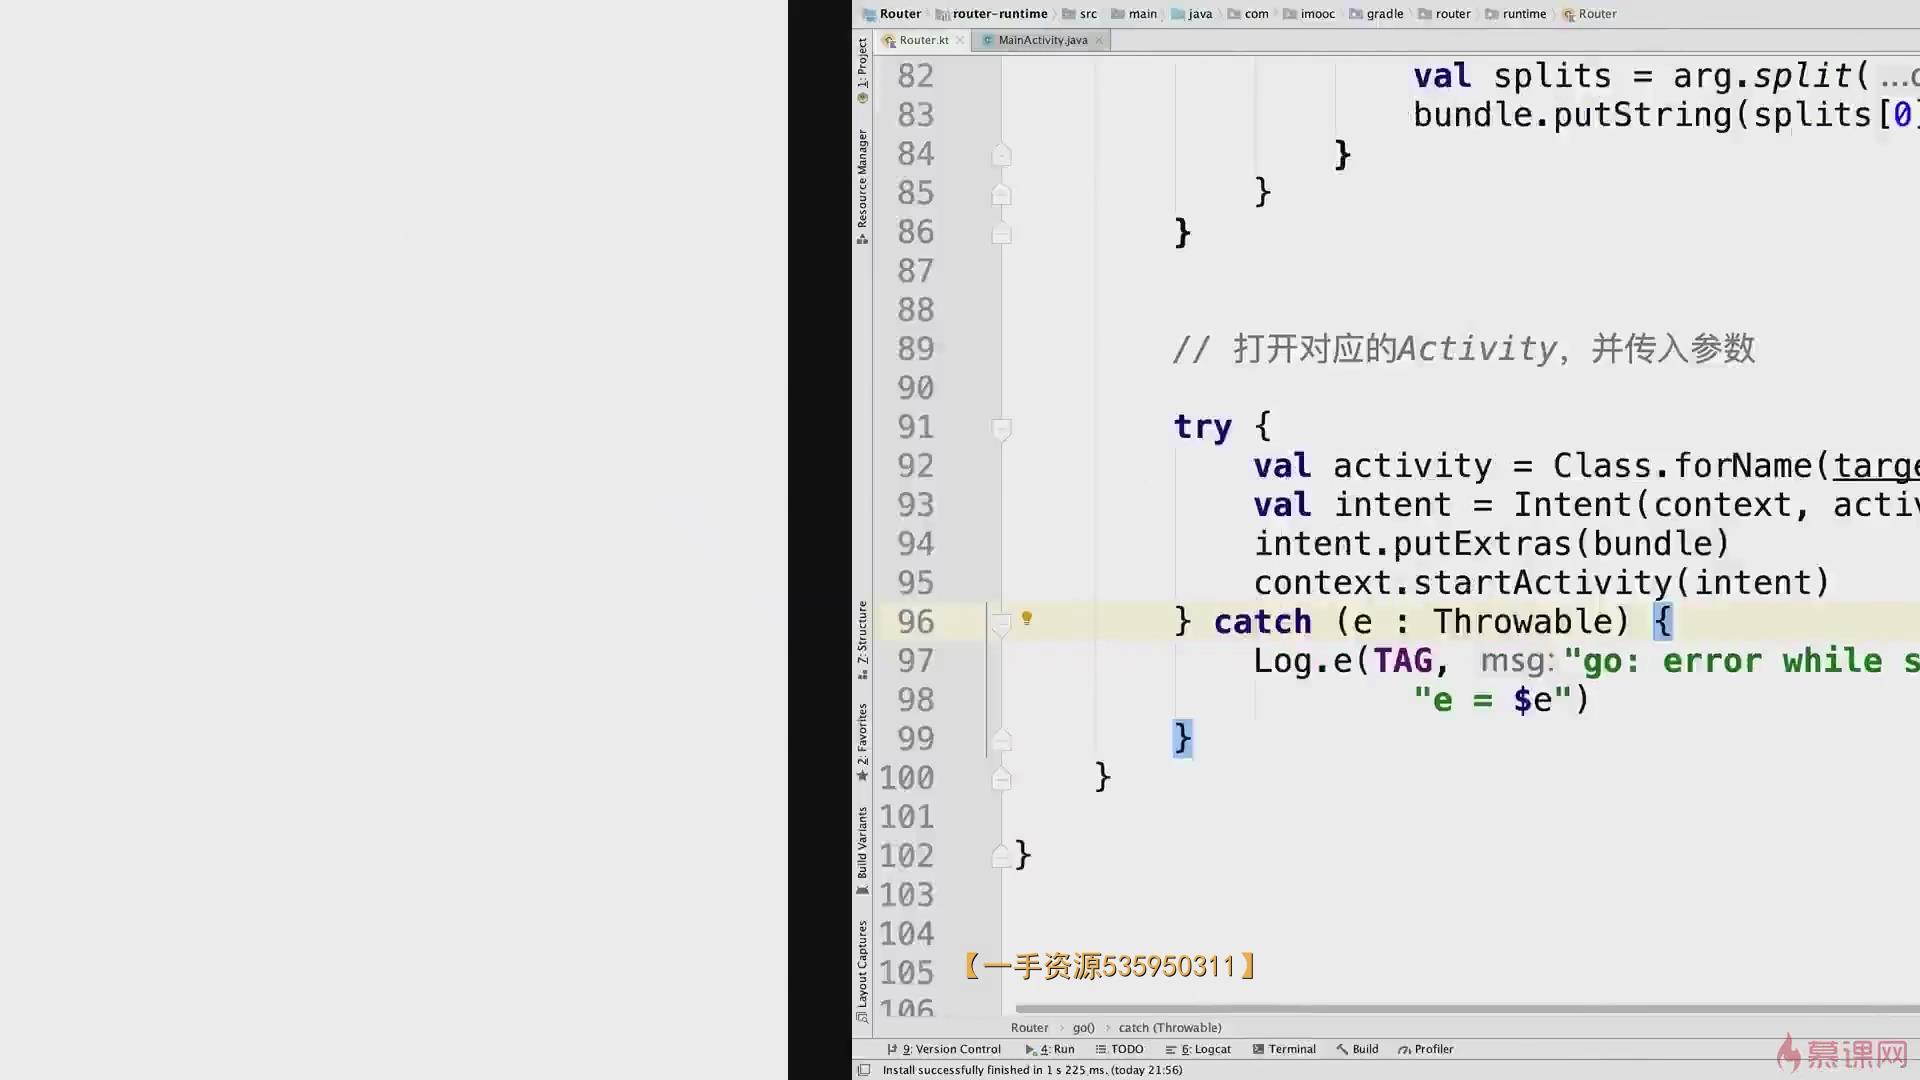 Router router-runtime src main java com imooc gradle router runtime Router
Router.kt MainActivity.java
1: Project
Resource Manager
7: Structure
2: Favorites
Build Variants
Layout Captures
82 val splits = arg.split( ...
83 bundle.putString(splits[0]
84 }
85 }
86 }
87
88
89 // 打开对应的Activity，并传入参数
90
91 try {
92 val activity = Class.forName(targe
93 val intent = Intent(context, activ
94 intent.putExtras(bundle)
95 context.startActivity(intent)
96 } catch (e : Throwable) {
97 Log.e(TAG, msg: "go: error while s
98 "e = $e")
99 }
100 }
101
102 }
103
104
105
106
【一手资源535950311】
Router go() catch (Throwable)
9: Version Control 4: Run TODO 6: Logcat Terminal Build Profiler
Install successfully finished in 1 s 225 ms. (today 21:56)
慕课网